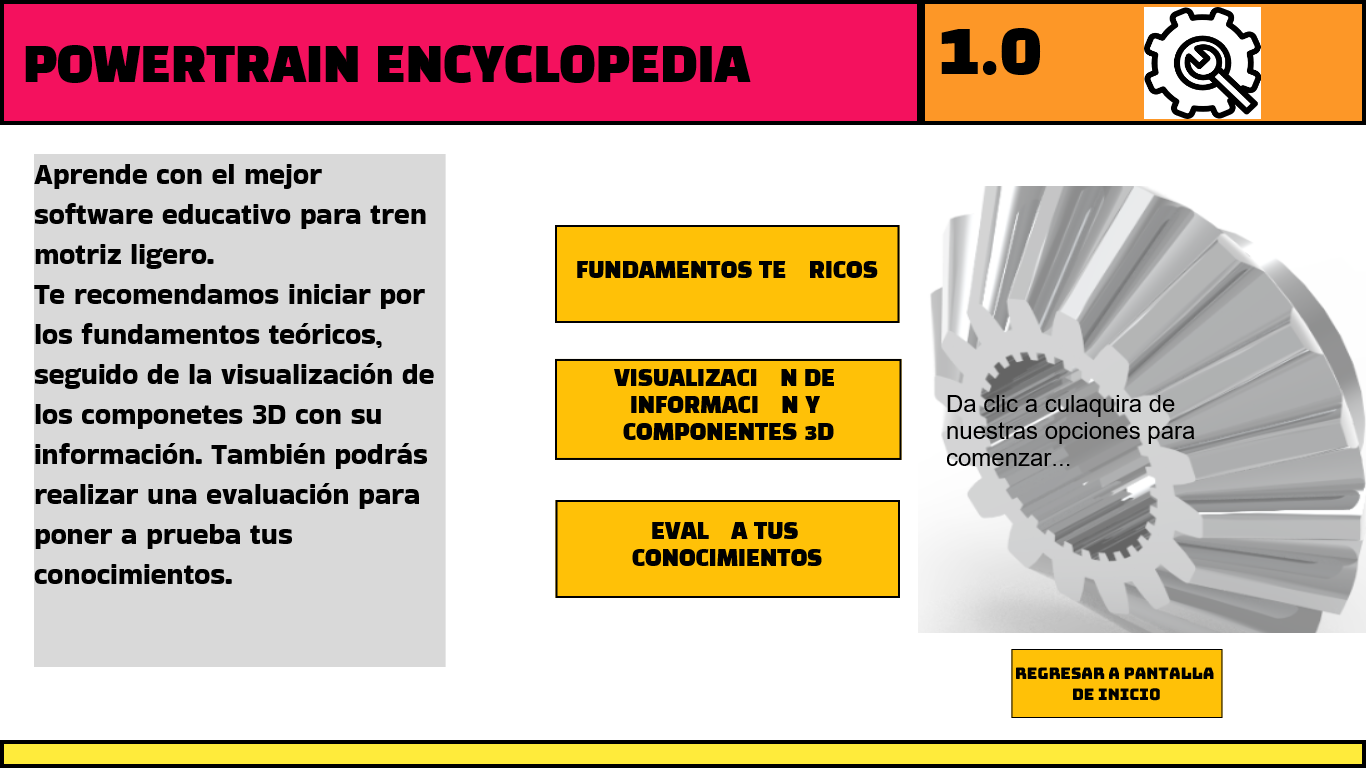 POWERTRAIN ENCYCLOPEDIA
1.0
Aprende con el mejor
software educativo para tren
motriz ligero.
Te recomendamos iniciar por
los fundamentos teóricos,
seguido de la visualización de
los componetes 3D con su
información. También podrás
realizar una evaluación para
poner a prueba tus
conocimientos.
FUNDAMENTOS TE RICOS
VISUALIZACI N DE
INFORMACI N Y
COMPONENTES 3D
EVAL A TUS
CONOCIMIENTOS
Da clic a culaquira de
nuestras opciones para
comenzar...
REGRESAR A PANTALLA
DE INICIO